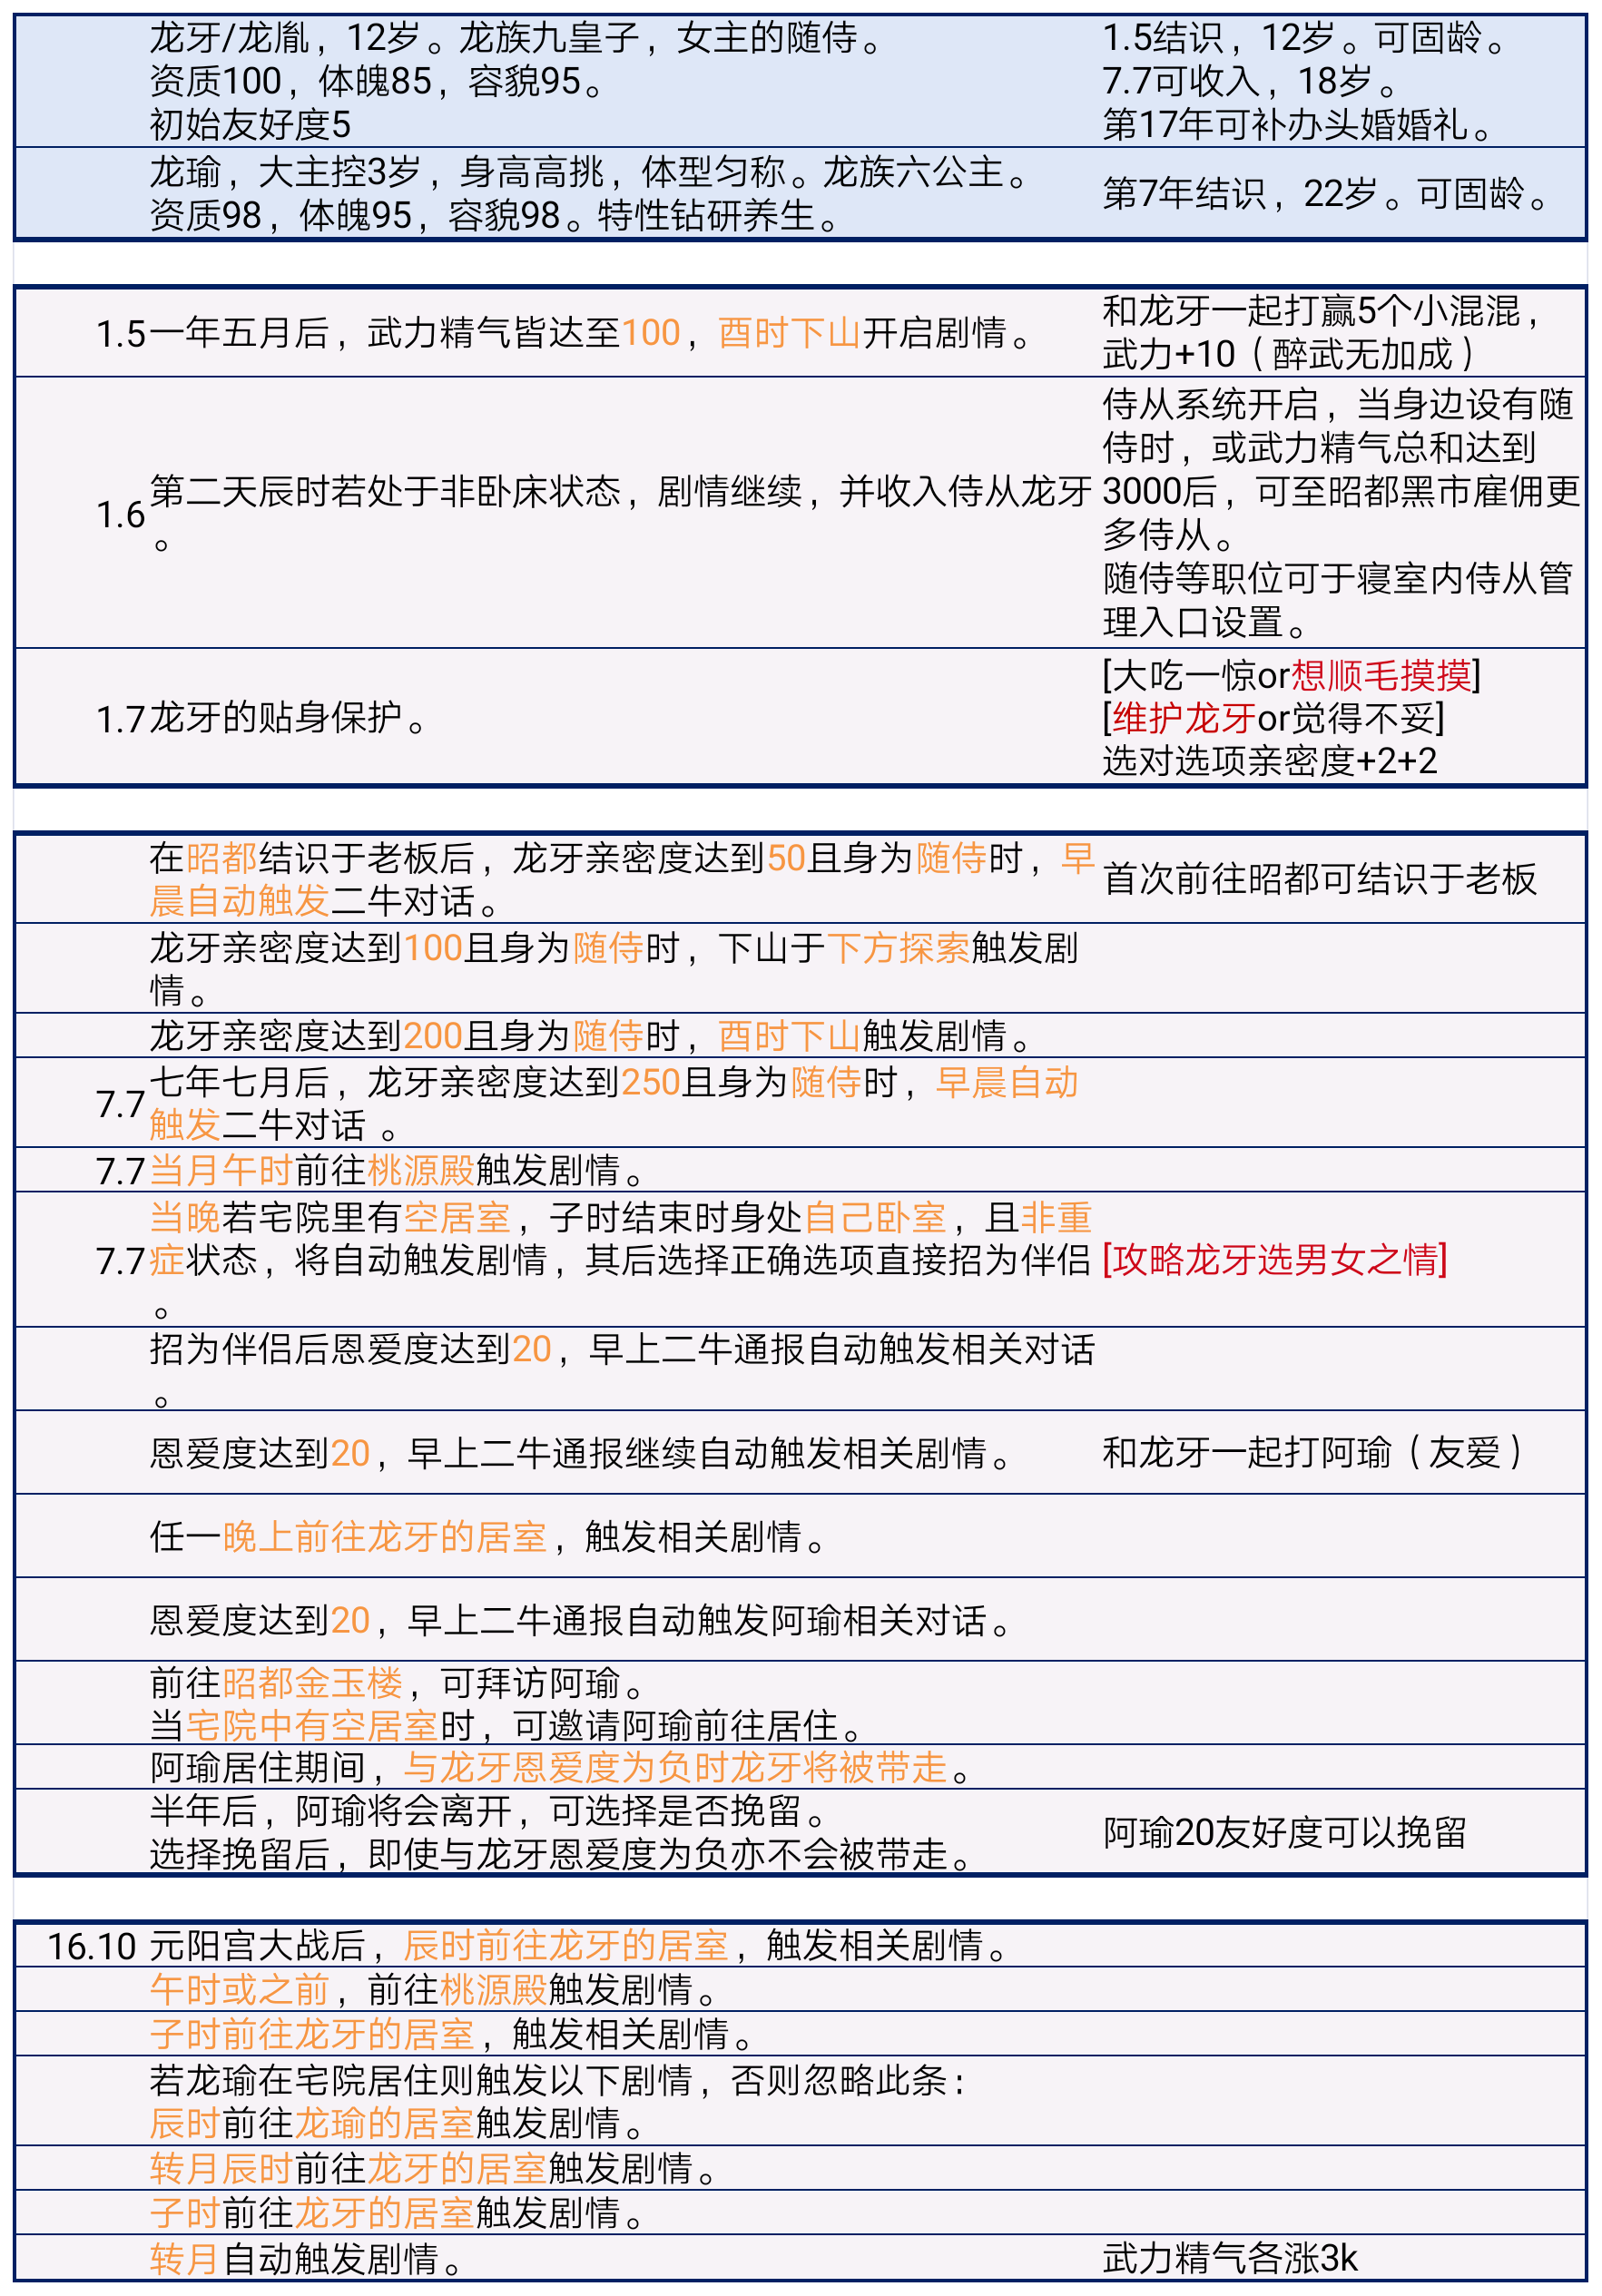 龙牙/龙胤，12岁。龙族九皇子，女主的随侍。
资质100，体魄85，容貌95。
初始友好度5
1.5结识，12岁。可固龄。
7.7可收入，18岁。
第17年可补办头婚婚礼。
龙瑜，大主控3岁，身高高挑，体型匀称。龙族六公主。
资质98，体魄95，容貌98。特性钻研养生。
第7年结识，22岁。可固龄。
1.5
一年五月后，武力精气皆达至100，酉时下山开启剧情。
和龙牙一起打赢5个小混混，
武力+10（醉武无加成）
1.6
第二天辰时若处于非卧床状态，剧情继续，并收入侍从龙牙
。
侍从系统开启，当身边设有随
侍时，或武力精气总和达到
3000后，可至昭都黑市雇佣更
多侍从。
随侍等职位可于寝室内侍从管
理入口设置。
1.7
龙牙的贴身保护。
[大吃一惊or想顺毛摸摸]
[维护龙牙or觉得不妥]
选对选项亲密度+2+2
在昭都结识于老板后，龙牙亲密度达到50且身为随侍时，早
晨自动触发二牛对话。
首次前往昭都可结识于老板
龙牙亲密度达到100且身为随侍时，下山于下方探索触发剧
情。
龙牙亲密度达到200且身为随侍时，酉时下山触发剧情。
7.7
七年七月后，龙牙亲密度达到250且身为随侍时，早晨自动
触发二牛对话 。
7.7
当月午时前往桃源殿触发剧情。
7.7
当晚若宅院里有空居室，子时结束时身处自己卧室，且非重
症状态，将自动触发剧情，其后选择正确选项直接招为伴侣
。
[攻略龙牙选男女之情]
招为伴侣后恩爱度达到20，早上二牛通报自动触发相关对话
。
恩爱度达到20，早上二牛通报继续自动触发相关剧情。
和龙牙一起打阿瑜（友爱）
任一晚上前往龙牙的居室，触发相关剧情。
恩爱度达到20，早上二牛通报自动触发阿瑜相关对话。
前往昭都金玉楼，可拜访阿瑜。
当宅院中有空居室时，可邀请阿瑜前往居住。
阿瑜居住期间，与龙牙恩爱度为负时龙牙将被带走。
半年后，阿瑜将会离开，可选择是否挽留。
选择挽留后，即使与龙牙恩爱度为负亦不会被带走。
阿瑜20友好度可以挽留
16.10
元阳宫大战后，辰时前往龙牙的居室，触发相关剧情。
午时或之前，前往桃源殿触发剧情。
子时前往龙牙的居室，触发相关剧情。
若龙瑜在宅院居住则触发以下剧情，否则忽略此条：
辰时前往龙瑜的居室触发剧情。
转月辰时前往龙牙的居室触发剧情。
子时前往龙牙的居室触发剧情。
转月自动触发剧情。
武力精气各涨3k